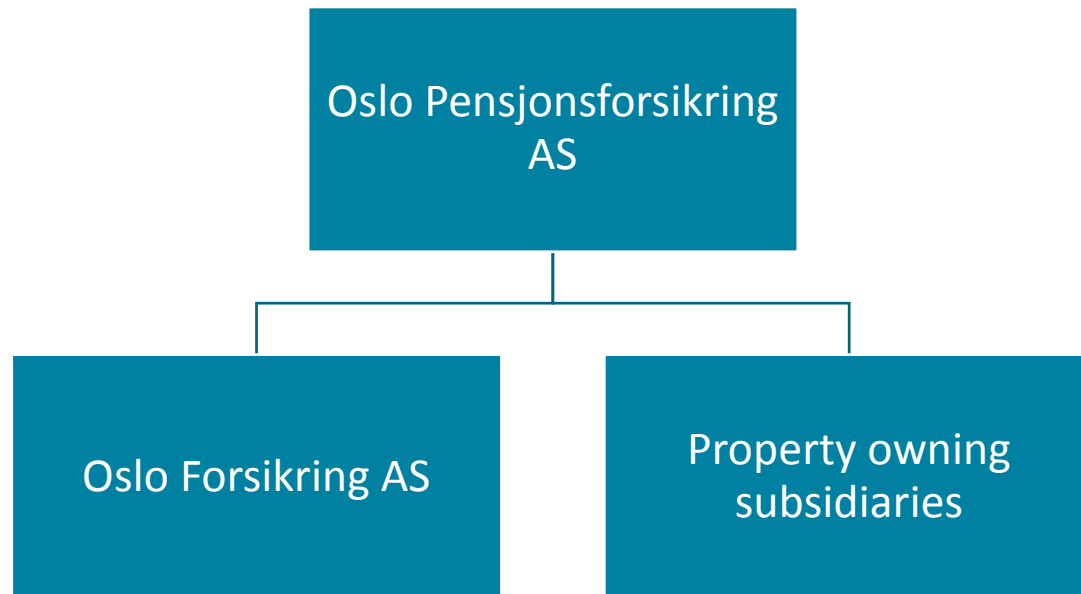 Oslo Pensjonsforsikring
AS
Oslo Forsikring AS
Property owning
subsidiaries